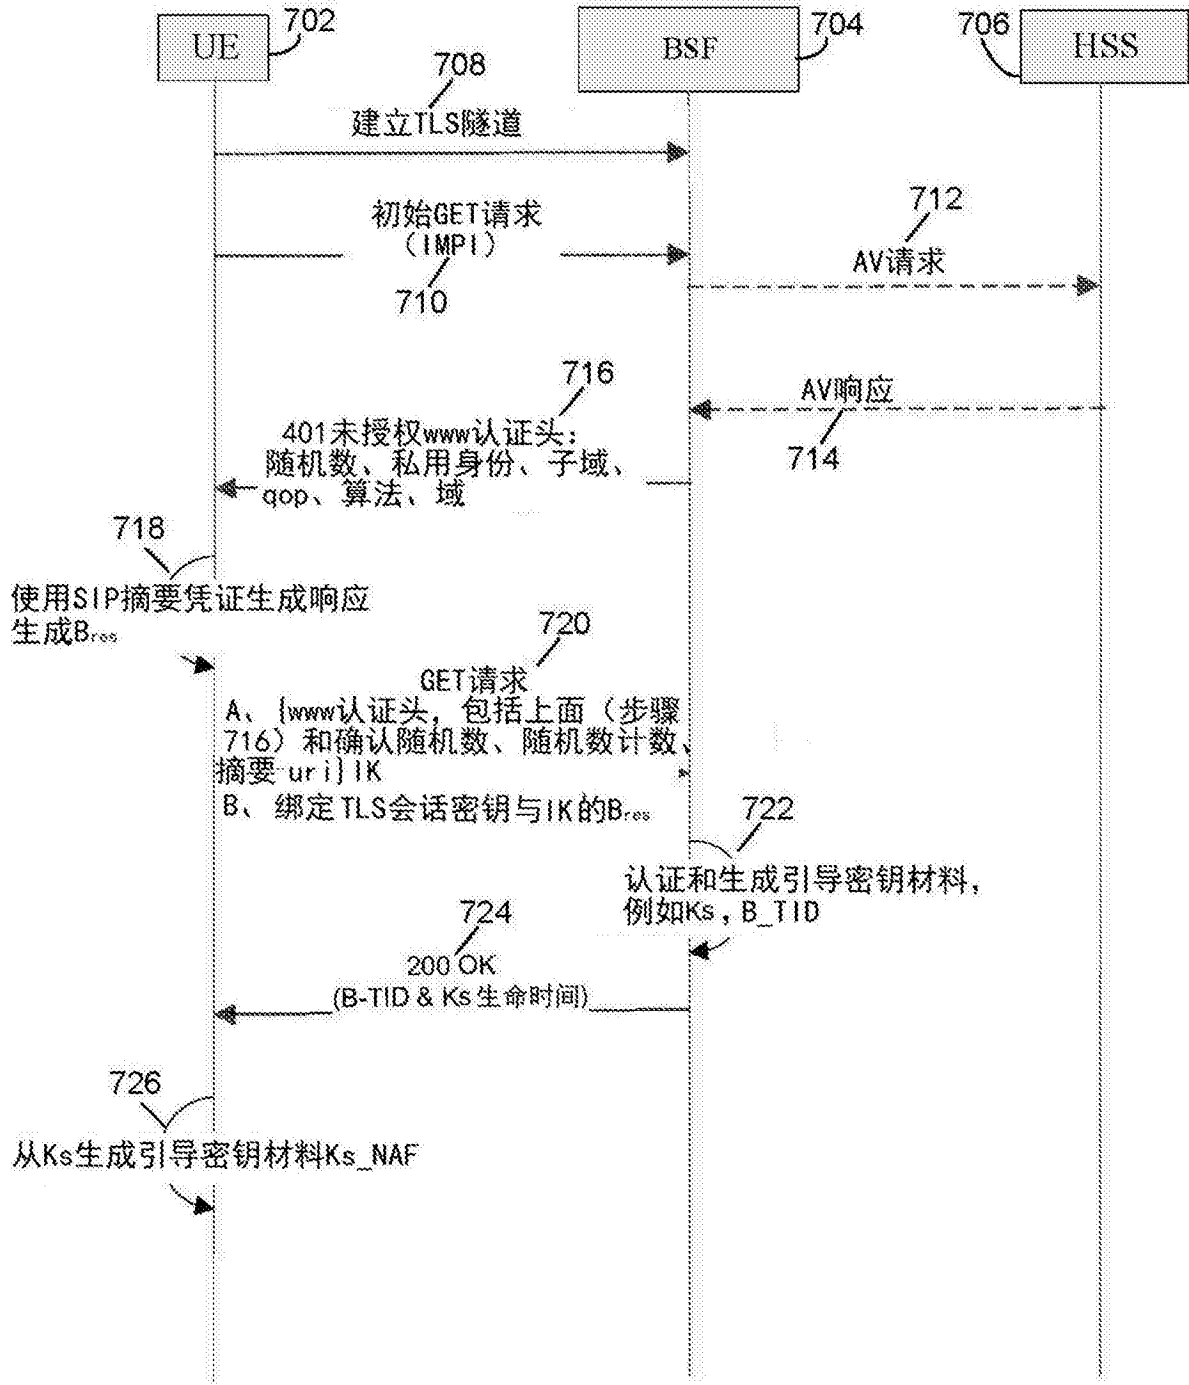 UE
702
BSF
704
706
HSS
708
建立TLS隧道
初始GET请求
（IMPI）
710
712
AV请求
AV响应
714
716
401未授权www认证头：
随机数、私用身份、子域、
qop、算法、域
718
使用SIP摘要凭证生成响应
生成Bres
720
GET请求
A、{www认证头，包括上面（步骤
716）和确认随机数、随机数计数、
摘要-uri}IK
B、绑定TLS会话密钥与IK的Bres
722
认证和生成引导密钥材料，
例如Ks，B_TID
724
200 OK
(B-TID & Ks生命时间)
726
从Ks生成引导密钥材料Ks_NAF